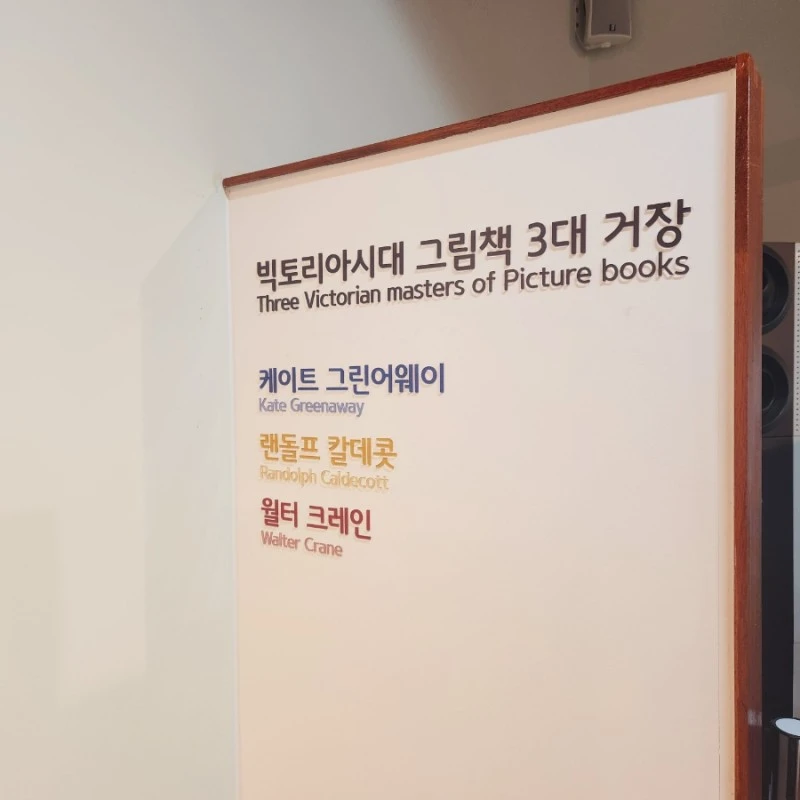 빅토리아시대 그림책 3대 거장
Three Victorian masters of Picture books
케이트 그린어웨이
Kate Greenaway
랜돌프 칼데콧
Randolph Caldecott
월터 크레인
Walter Crane